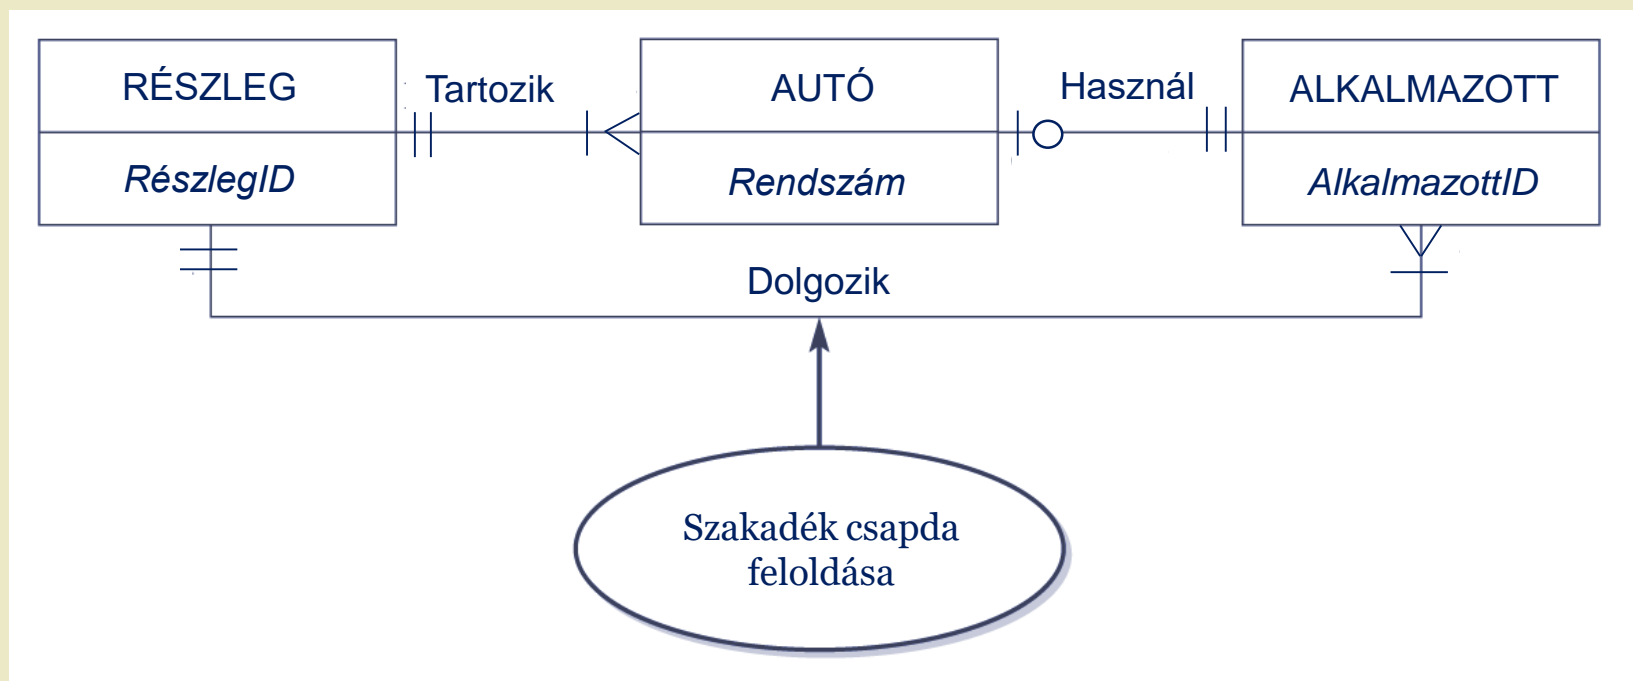 RÉSZLEG
Tartozik
AUTÓ
Használ
ALKALMAZOTT
RészlegID
Rendszám
AlkalmazottID
Dolgozik
Szakadék csapda
feloldása